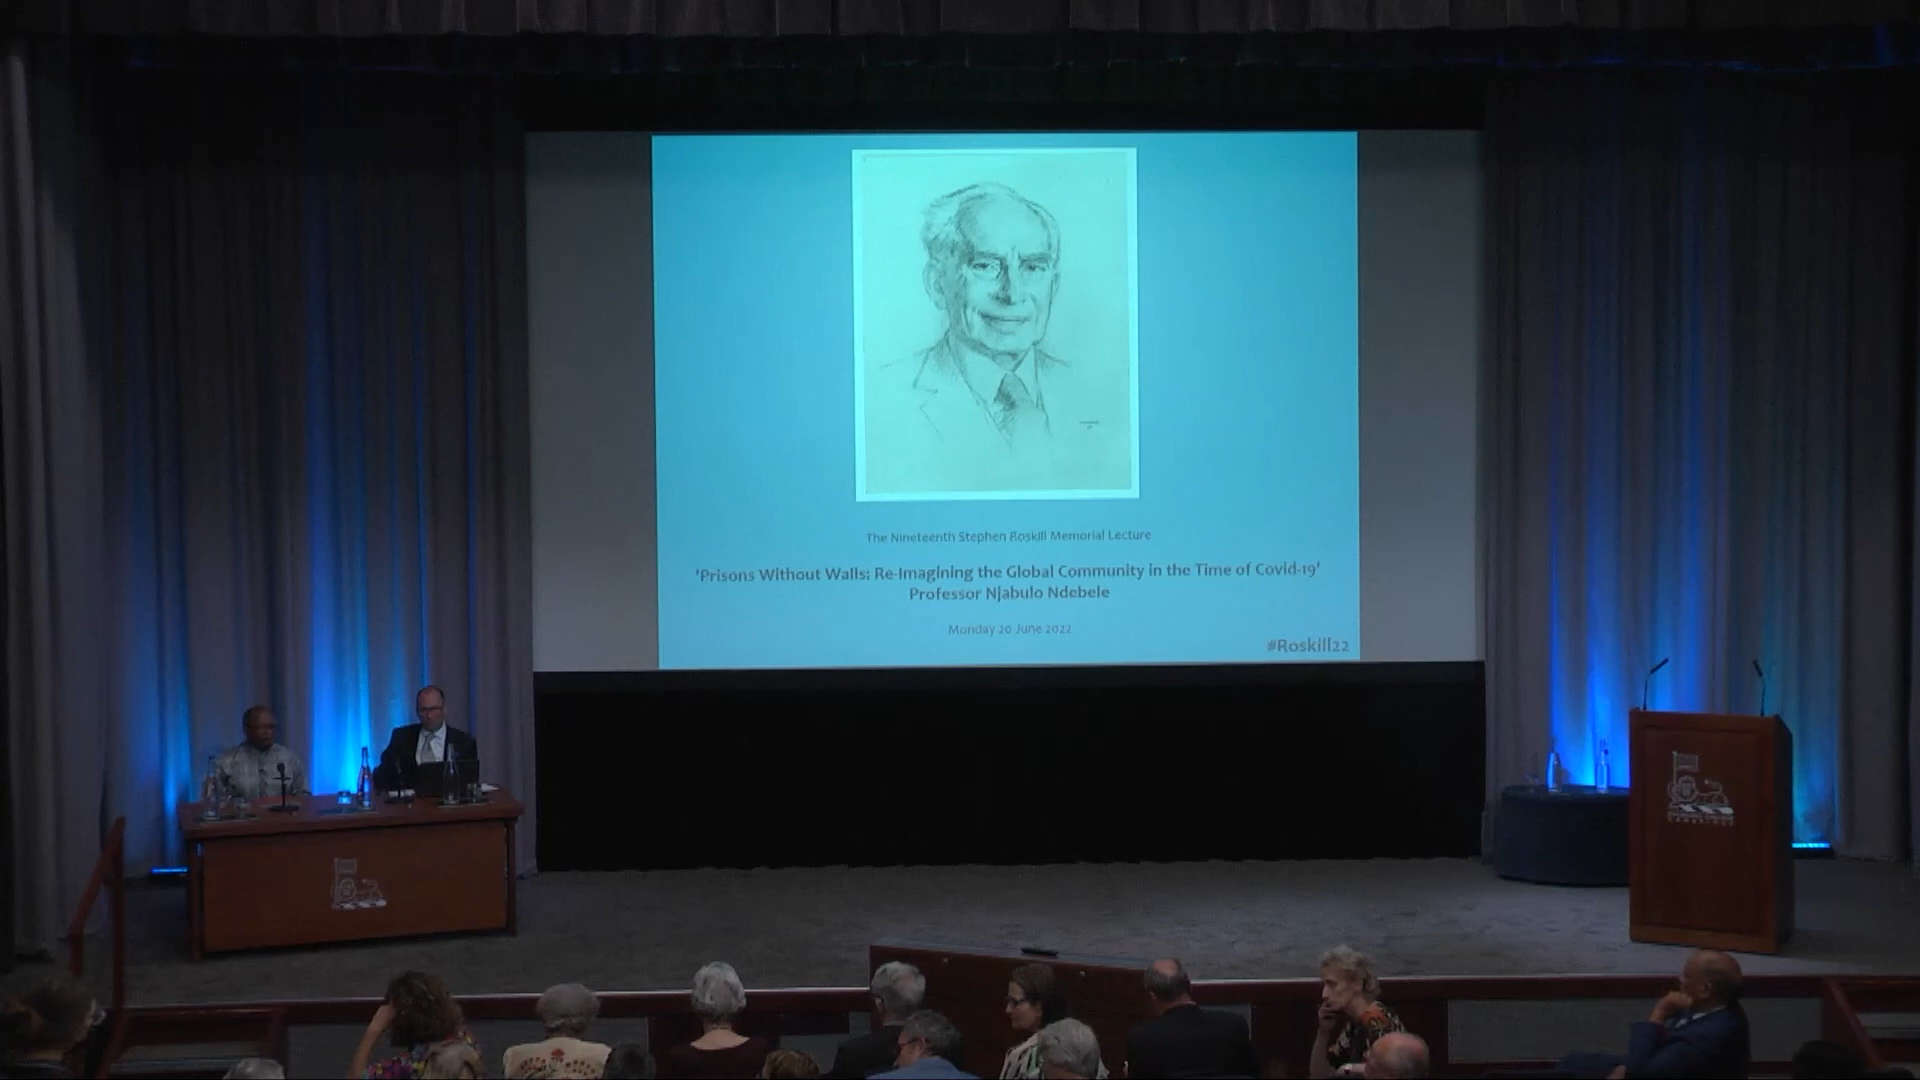 The Nineteenth Stephen Roskill Memorial Lecture
'Prisons Without Walls: Re-Imagining the Global Community in the Time of Covid-19'
Professor Njabulo Ndebele
Monday 20 June 2022
#Roskill22